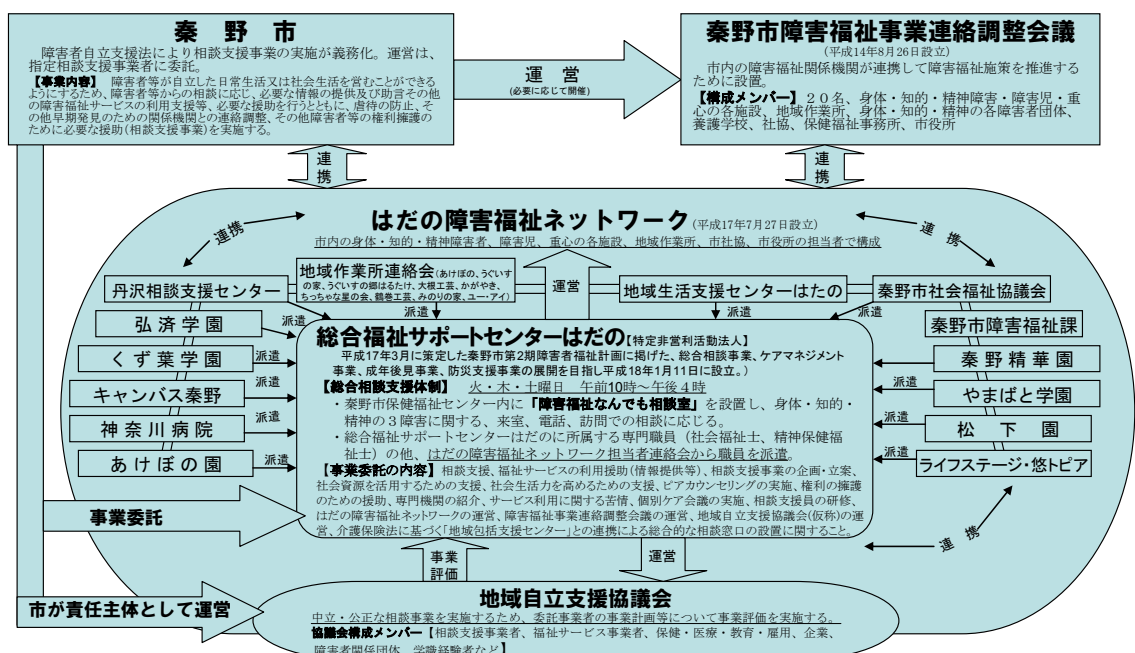 秦野市
障害者自立支援法により相談支援事業の実施が義務化。運営は、
指定相談支援事業者に委託。
【事業内容】 障害者等が自立した日常生活又は社会生活を営むことができる
ようにするため、障害者等からの相談に応じ、必要な情報の提供及び助言その他
の障害福祉サービスの利用支援等、必要な援助を行うとともに、虐待の防止、そ
の他早期発見のための関係機関との連絡調整、その他障害者等の権利擁護の
ために必要な援助(相談支援事業)を実施する。
運営
(必要に応じて開催)
秦野市障害福祉事業連絡調整会議
(平成14年8月26日設立)
市内の障害福祉関係機関が連携して障害福祉施策を推進する
ために設置。
【構成メンバー】20名、身体・知的・精神障害・障害児・重
心の各施設、地域作業所、身体・知的・精神の各障害者団体、
養護学校、社協、保健福祉事務所、市役所
連携
連携
はだの障害福祉ネットワーク(平成17年7月27日設立)
市内の身体・知的・精神障害者、障害児、重心の各施設、地域作業所、市社協、市役所の担当者で構成
連携
連携
丹沢相談支援センター
地域作業所連絡会(あけぼの、うぐいす
の家、うぐいすの郷はるたけ、大根工芸、かがやき、
ちっちゃな星の会、鶴巻工芸、みのりの家、ユー・アイ)
運営
地域生活支援センターはたの
秦野市社会福祉協議会
派遣
派遣
派遣
派遣
弘済学園
派遣
くず葉学園
派遣
キャンバス秦野
派遣
神奈川病院
派遣
あけぼの園
総合福祉サポートセンターはだの【特定非営利活動法人】
平成17年3月に策定した秦野市第2期障害者福祉計画に掲げた、総合相談事業、ケアマネジメント
事業、成年後見事業、防災支援事業の展開を目指し平成18年1月11日に設立。)
【総合相談支援体制】 火・木・土曜日 午前10時~午後4時
・秦野市保健福祉センター内に「障害福祉なんでも相談室」を設置し、身体・知的・
精神の3障害に関する、来室、電話、訪問での相談に応じる。
・総合福祉サポートセンターはだのに所属する専門職員(社会福祉士、精神保健福
祉士)の他、はだの障害福祉ネットワーク担当者連絡会から職員を派遣。
【事業委託の内容】相談支援、福祉サービスの利用援助(情報提供等)、相談支援事業の企画・立案、
社会資源を活用するための支援、社会生活力を高めるための支援、ピアカウンセリングの実施、権利の擁護
のための援助、専門機関の紹介、サービス利用に関する苦情、個別ケア会議の実施、相談支援員の研修、
はだの障害福祉ネットワークの運営、障害福祉事業連絡調整会議の運営、地域自立支援協議会(仮称)の運
営、介護保険法に基づく「地域包括支援センター」との連携による総合的な相談窓口の設置に関すること。
秦野市障害福祉課
派遣
秦野精華園
派遣
やまばと学園
派遣
松下園
派遣
ライフステージ・悠トピア
連携
事業委託
事業
評価
運営
市が責任主体として運営
地域自立支援協議会
中立・公正な相談事業を実施するため、委託事業者の事業計画等について事業評価を実施する。
協議会構成メンバー【相談支援事業者、福祉サービス事業者、保健・医療・教育・雇用、企業、
障害者関係団体、学識経験者など】